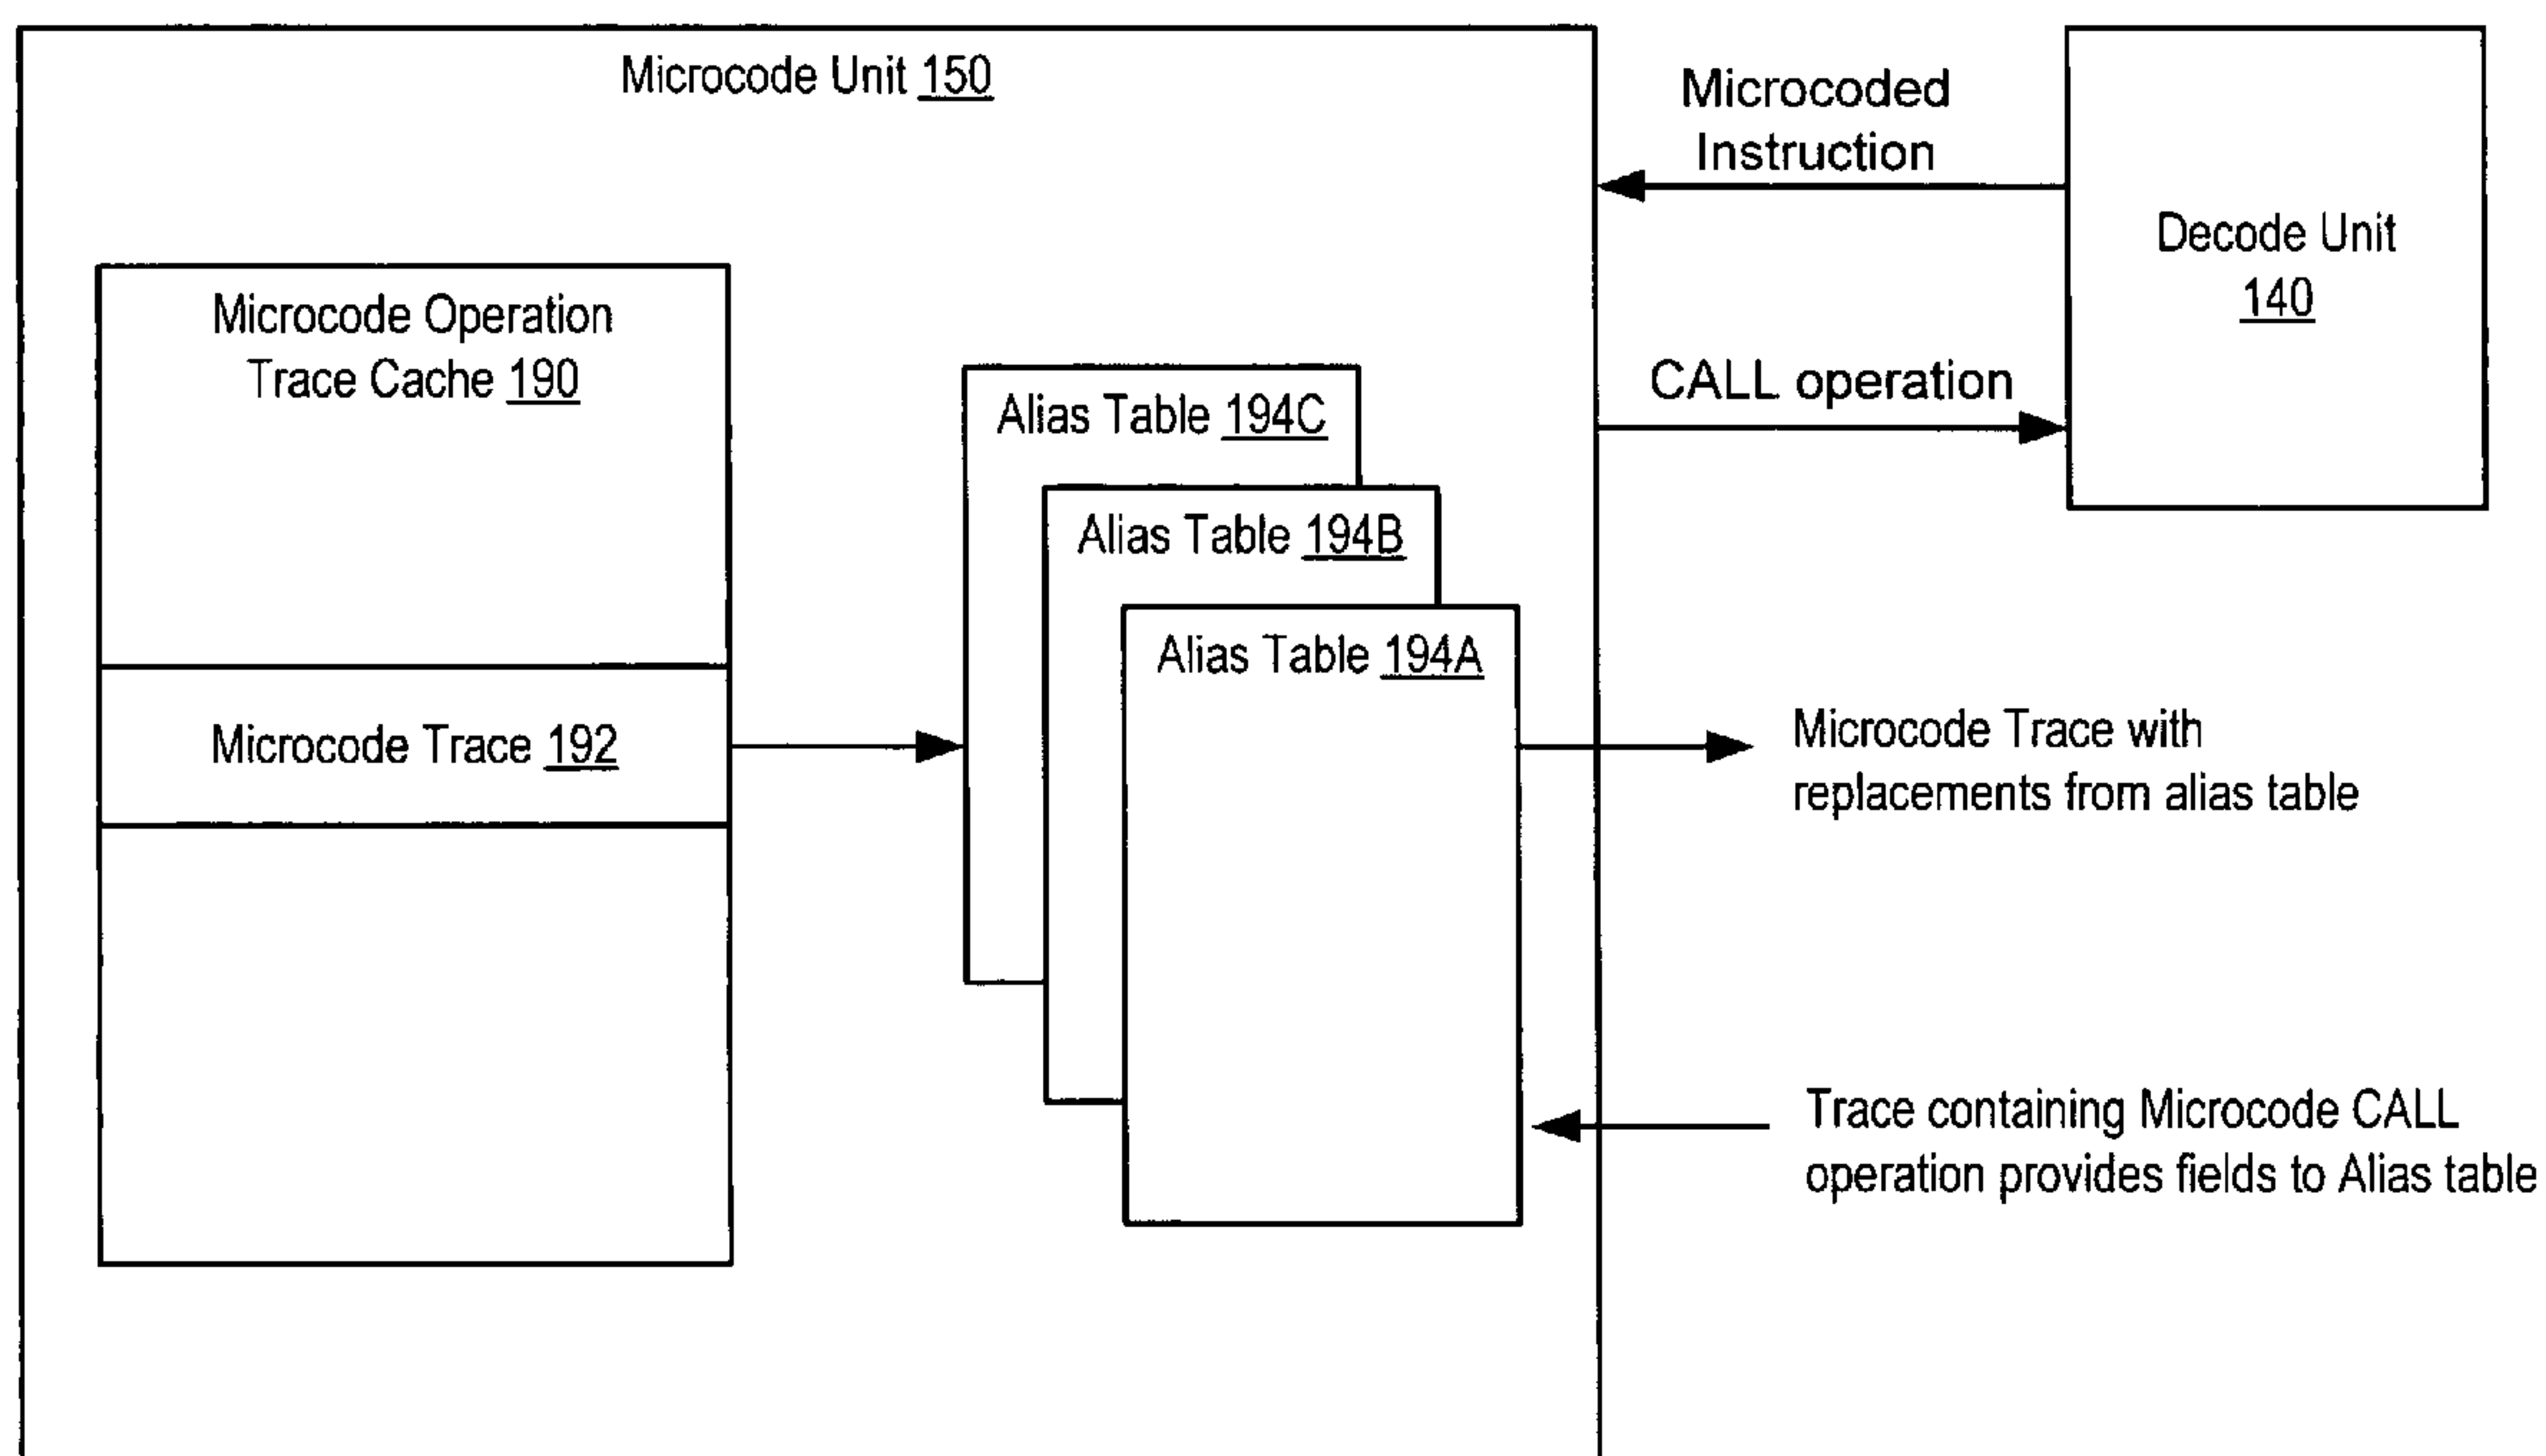 Microcode Unit 150
Microcoded
Instruction
Decode Unit
140
Microcode Operation
Trace Cache 190
CALL operation
Alias Table 194C
Alias Table 194B
Alias Table 194A
Microcode Trace 192
Microcode Trace with
replacements from alias table
Trace containing Microcode CALL
operation provides fields to Alias table